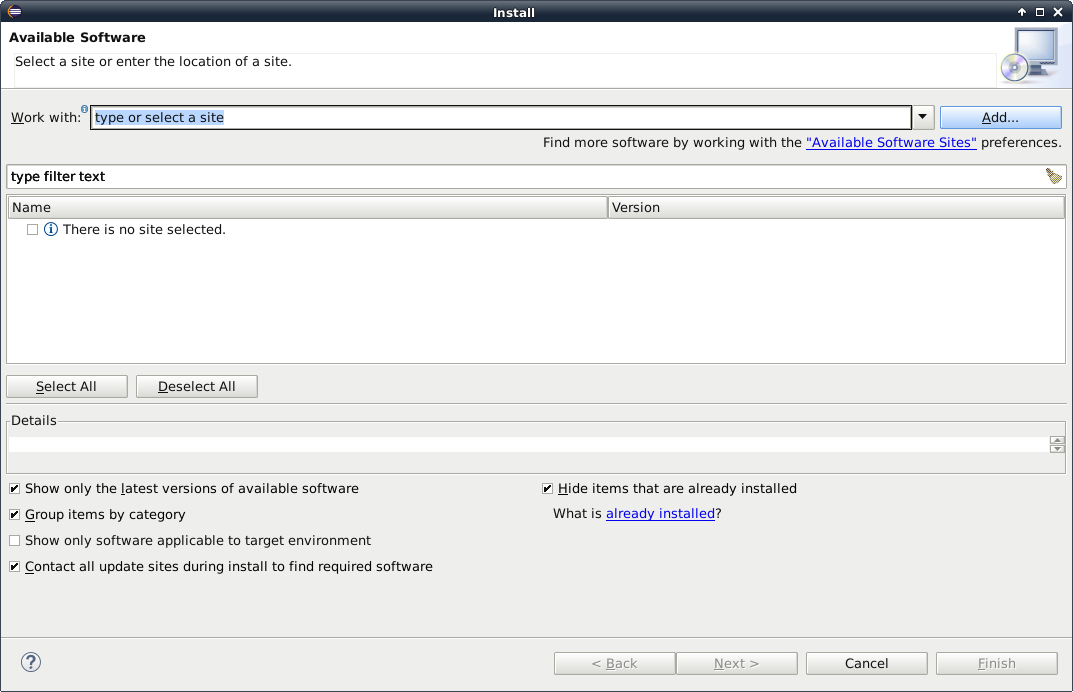 Install
Available Software
Select a site or enter the location of a site.
Work with: type or select a site Add...
Find more software by working with the "Available Software Sites" preferences.
type filter text
Name Version
There is no site selected.
Select All Deselect All
Details
Show only the latest versions of available software Hide items that are already installed
Group items by category What is already installed?
Show only software applicable to target environment
Contact all update sites during install to find required software
? < Back Next > Cancel Finish